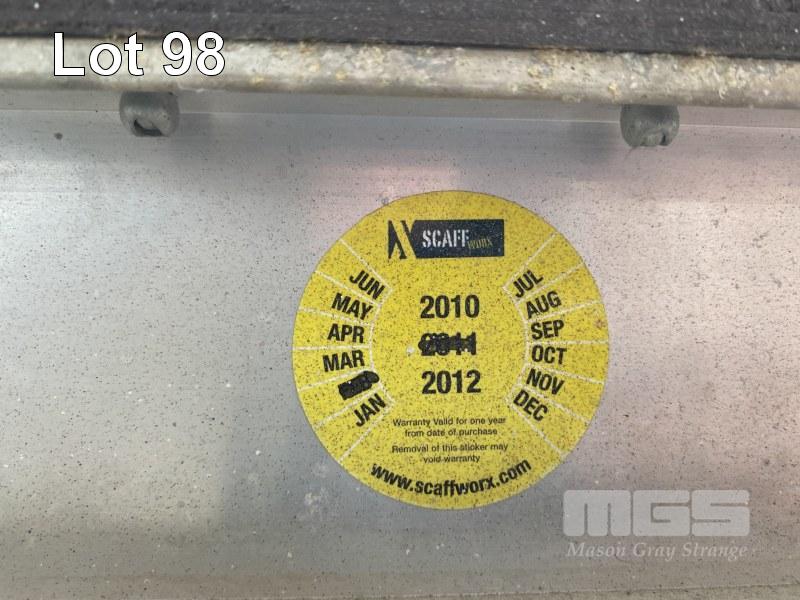 Lot 98
SCAFF WORX
JUN
MAY
APR
MAR
JAN
2010
2011
2012
JUL
AUG
SEP
OCT
NOV
DEC
Warranty Valid for one year
from date of purchase
Removal of this sticker may
void warranty
www.scaffworx.com
MGS
Mason Gray Strange